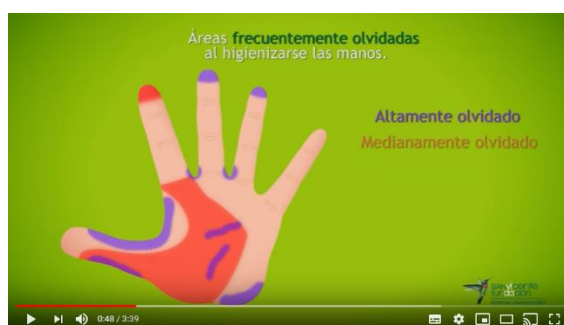 Áreas frecuentemente olvidadas
al higienizarse las manos.
Altamente olvidado
Medianamente olvidado
0:48 / 3:39